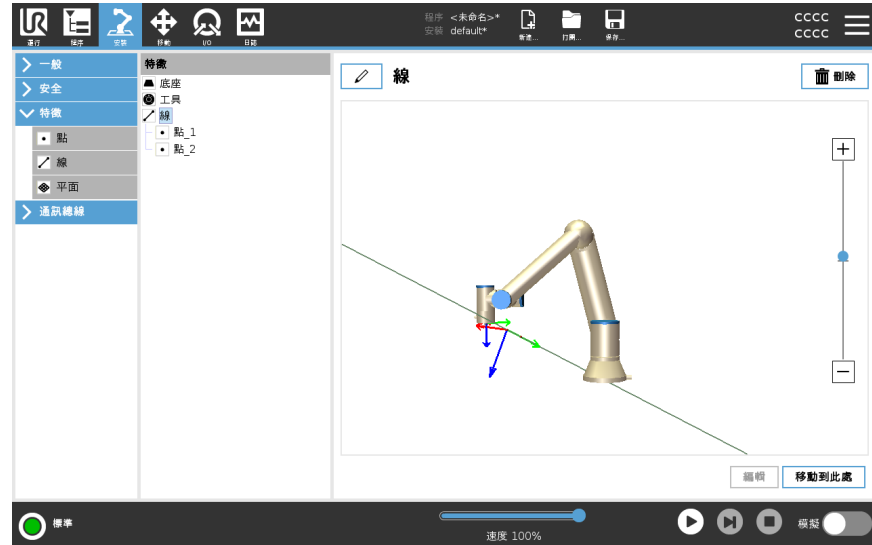 運行
程序
安裝
移動
I/O
日誌
程序 <未命名>*
安裝 default*
新建...
打開...
保存...
cccc
cccc
一般
安全
特徵
點
線
平面
通訊總線
特徵
底座
工具
線
點_1
點_2
線
刪除
編輯
移動到此處
標準
速度 100%
模擬